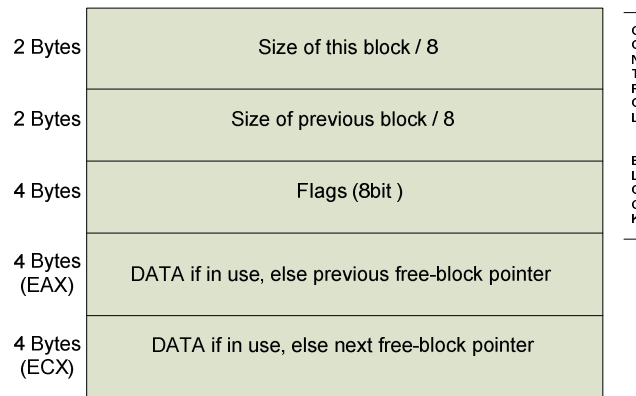 2 Bytes
Size of this block / 8
2 Bytes
Size of previous block / 8
4 Bytes
Flags (8bit )
4 Bytes
(EAX)
DATA if in use, else previous free-block pointer
4 Bytes
(ECX)
DATA if in use, else next free-block pointer